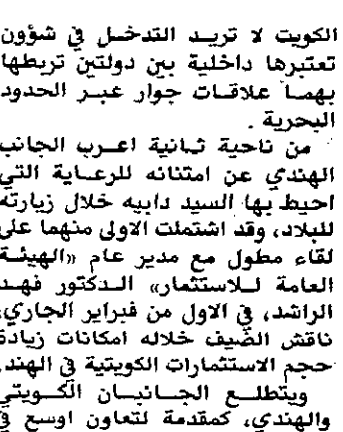 الكويت لا تريد التدخل في شؤون
تعتبرها داخلية بين دولتين تربطها
بهما علاقات جوار عبر الحدود
البحرية .
من ناحية ثانية اعرب الجانب
الهندي عن امتنانه للرعاية التي
احيط بها السيد دابيه خلال زيارته
للبلاد، وقد اشتملت الاولى منهما على
لقاء مطول مع مدير عام «الهيئة
العامة للاستثمار» الدكتور فهد
الراشد، في الاول من فبراير الجاري،
ناقش الضيف خلاله امكانات زيادة
حجم الاستثمارات الكويتية في الهند.
ويتطلع الجانبان الكويتي
والهندي، كمقدمة لتعاون اوسع في